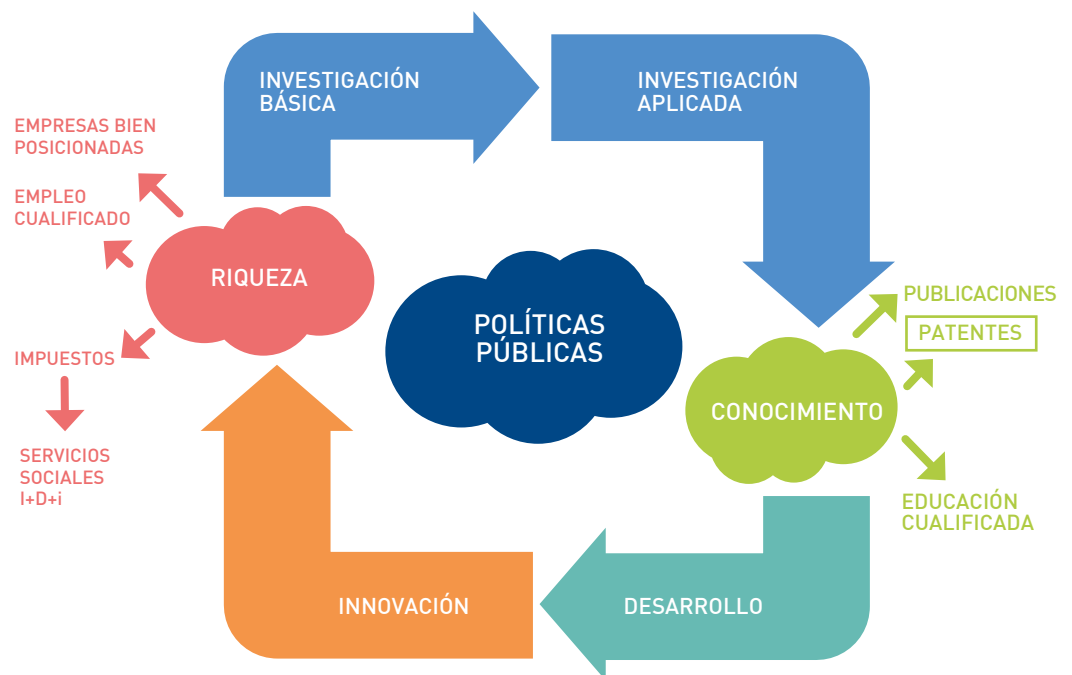 INVESTIGACIÓN
BÁSICA
INVESTIGACIÓN
APLICADA
EMPRESAS BIEN
POSICIONADAS
EMPLEO
CUALIFICADO
RIQUEZA
IMPUESTOS
SERVICIOS
SOCIALES
I+D+i
POLÍTICAS
PÚBLICAS
PUBLICACIONES
PATENTES
CONOCIMIENTO
EDUCACIÓN
CUALIFICADA
INNOVACIÓN
DESARROLLO